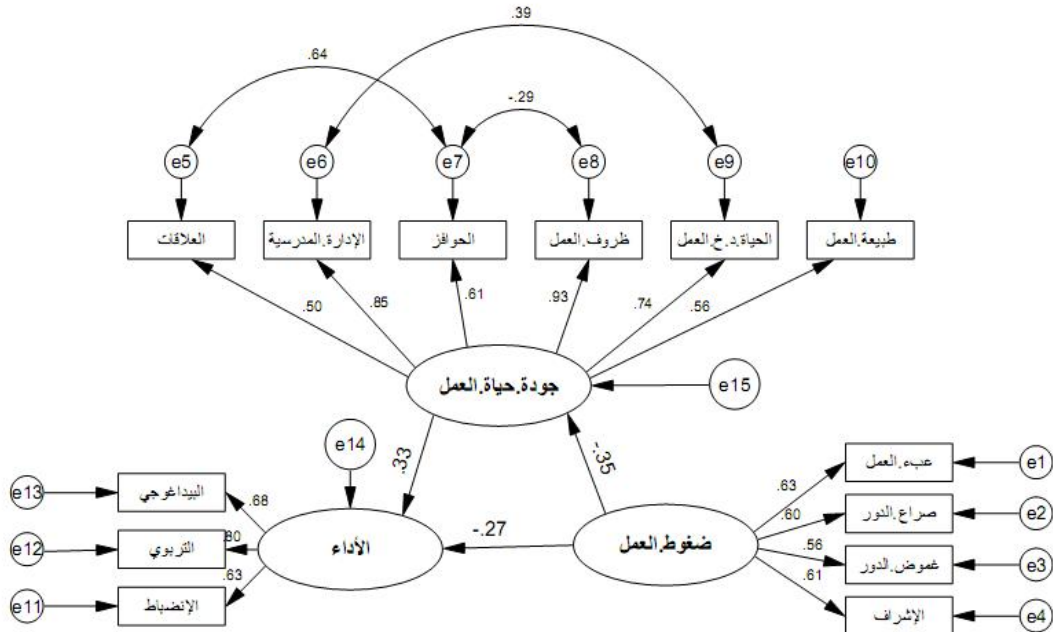 .39
.64
-.29
e5
e6
e7
e8
e9
e10
العلاقات
الإدارة.المدرسية
الحوافز
ظروف.العمل
الحياة.د.خ.العمل
طبيعة.العمل
.50
.85
.61
.93
.74
.56
جودة.حياة.العمل
e15
e14
.33
-.35
عبء.العمل
e1
e13
البيداغوجي
.68
.63
صراع.الدور
e2
.60
e12
التربوي
.80
الأداء
-.27
ضغوط.العمل
.56
غموض.الدور
e3
e11
الإنضباط
.63
.61
الإشراف
e4